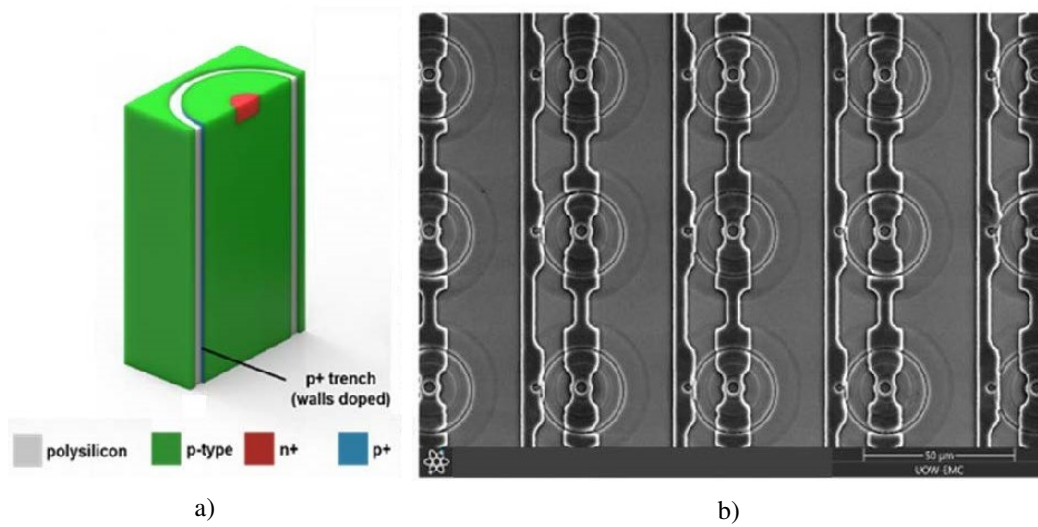 p+ trench
(walls doped)
polysilicon
p-type
n+
p+
50 µm
UOW-EMC
a)
b)